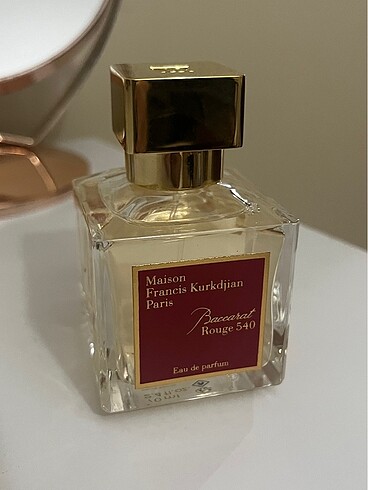 Maison
Francis Kurkdjian
Paris
Baccarat
Rouge 540
Eau de parfum